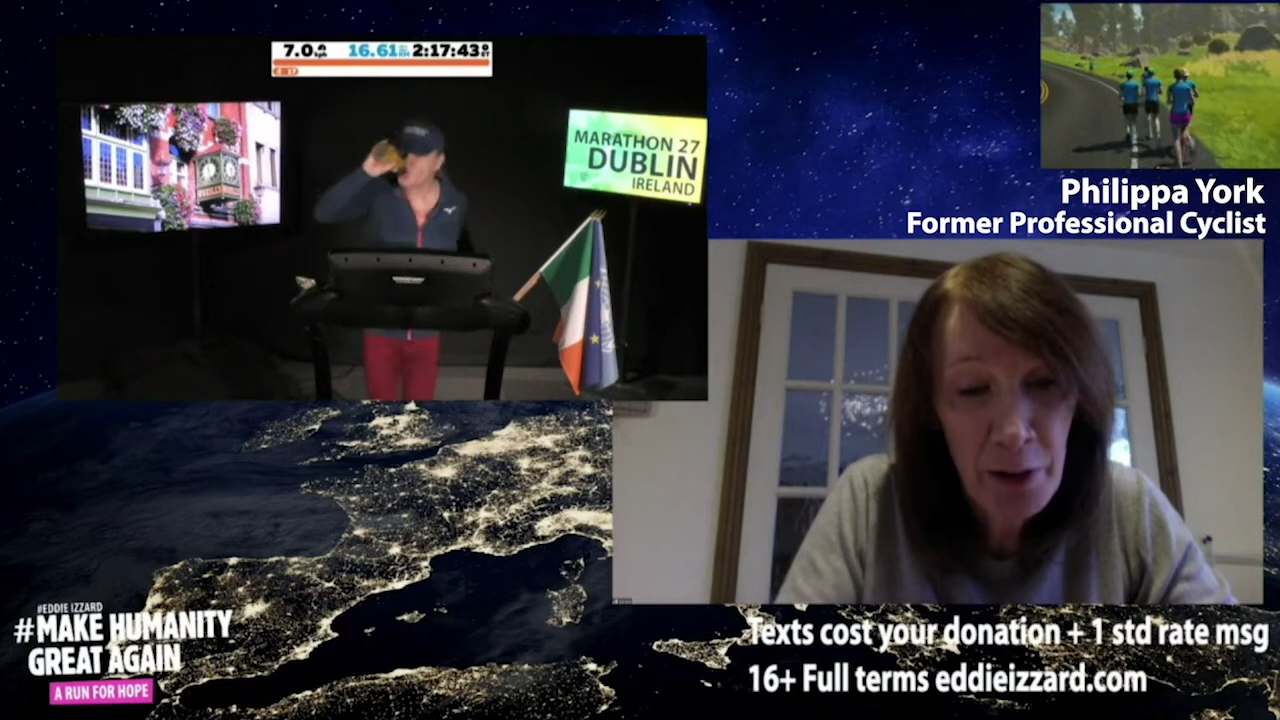 7.0 16.61 2:17:43
MARATHON 27
DUBLIN
IRELAND
Philippa York
Former Professional Cyclist
#EDDIE IZZARD
#MAKE HUMANITY
GREAT AGAIN
A RUN FOR HOPE
Texts cost your donation + 1 std rate msg
16+ Full terms eddieizzard.com